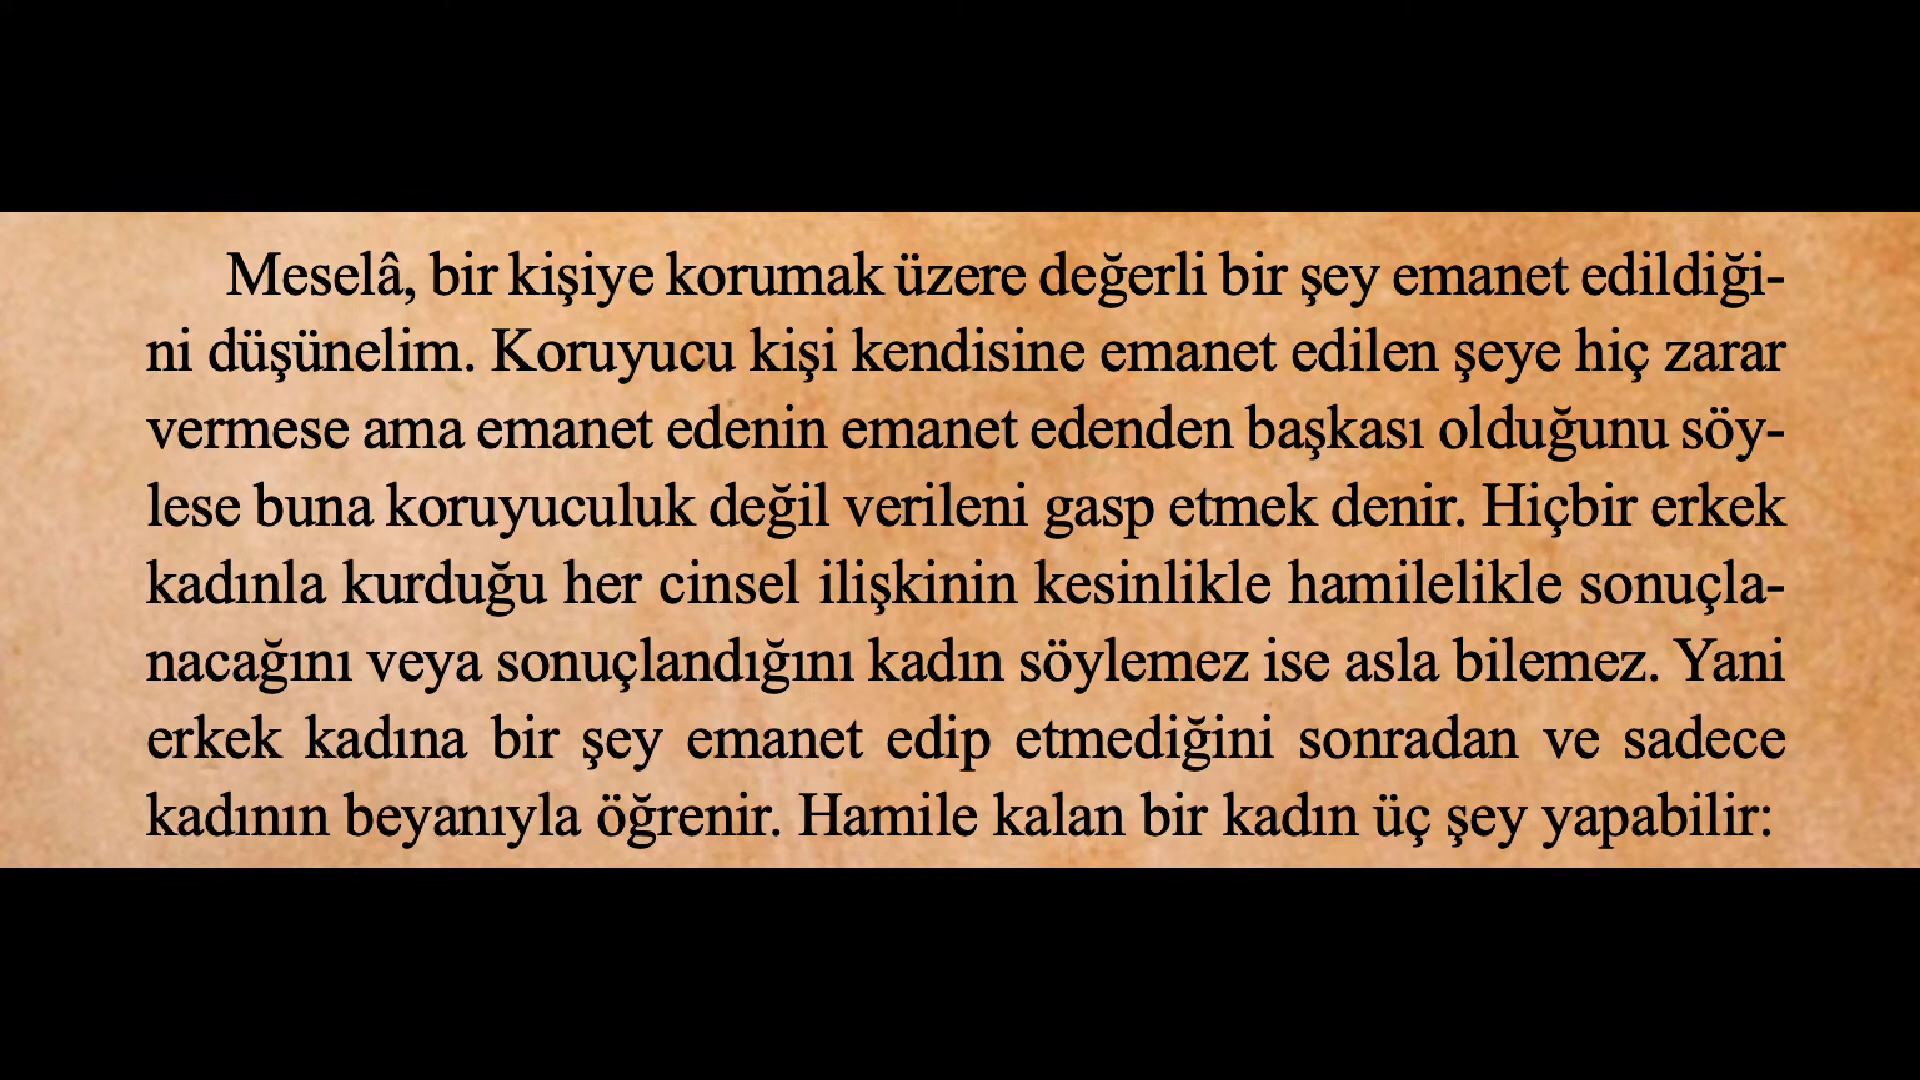 Meselâ, bir kişiye korumak üzere değerli bir şey emanet edildiği-
ni düşünelim. Koruyucu kişi kendisine emanet edilen şeye hiç zarar
vermese ama emanet edenin emanet edenden başkası olduğunu söy-
lese buna koruyuculuk değil verileni gasp etmek denir. Hiçbir erkek
kadınla kurduğu her cinsel ilişkinin kesinlikle hamilelikle sonuçla-
nacağını veya sonuçlandığını kadın söylemez ise asla bilemez. Yani
erkek kadına bir şey emanet edip etmediğini sonradan ve sadece
kadının beyanıyla öğrenir. Hamile kalan bir kadın üç şey yapabilir: